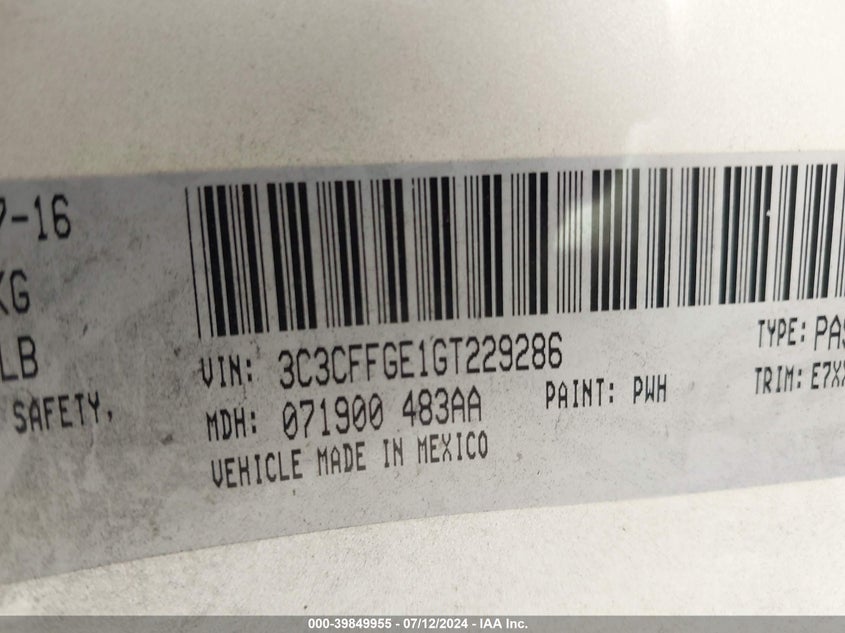 7-16
KG
LB
SAFETY,
VIN: 3C3CFFGE1GT229286
TYPE: PAS
MDH: 071900 483AA
PAINT: PWH
TRIM: E7X
VEHICLE MADE IN MEXICO
000-39849955 - 07/12/2024 - IAA Inc.